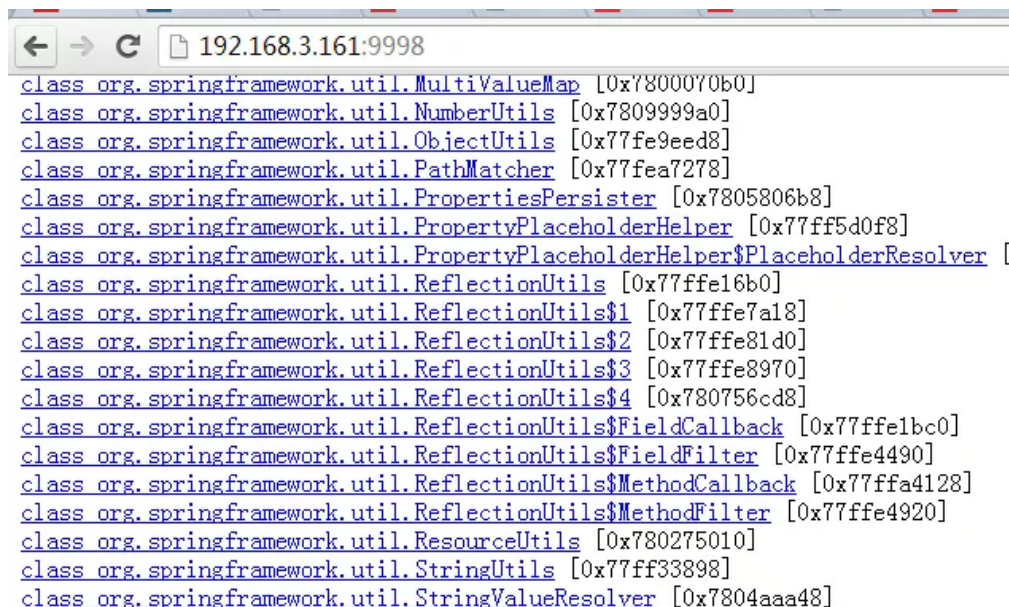 192.168.3.161:9998
class org.springframework.util.MultiValueMap [0x7800070b0]
class org.springframework.util.NumberUtils [0x7809999a0]
class org.springframework.util.ObjectUtils [0x77fe9eed8]
class org.springframework.util.PathMatcher [0x77fea7278]
class org.springframework.util.PropertiesPersister [0x7805806b8]
class org.springframework.util.PropertyPlaceholderHelper [0x77ff5d0f8]
class org.springframework.util.PropertyPlaceholderHelper$PlaceholderResolver [
class org.springframework.util.ReflectionUtils [0x77ffe16b0]
class org.springframework.util.ReflectionUtils$1 [0x77ffe7a18]
class org.springframework.util.ReflectionUtils$2 [0x77ffe81d0]
class org.springframework.util.ReflectionUtils$3 [0x77ffe8970]
class org.springframework.util.ReflectionUtils$4 [0x780756cd8]
class org.springframework.util.ReflectionUtils$FieldCallback [0x77ffe1bc0]
class org.springframework.util.ReflectionUtils$FieldFilter [0x77ffe4490]
class org.springframework.util.ReflectionUtils$MethodCallback [0x77ffa4128]
class org.springframework.util.ReflectionUtils$MethodFilter [0x77ffe4920]
class org.springframework.util.ResourceUtils [0x780275010]
class org.springframework.util.StringUtils [0x77ff33898]
class org.springframework.util.StringValueResolver [0x7804aaa48]